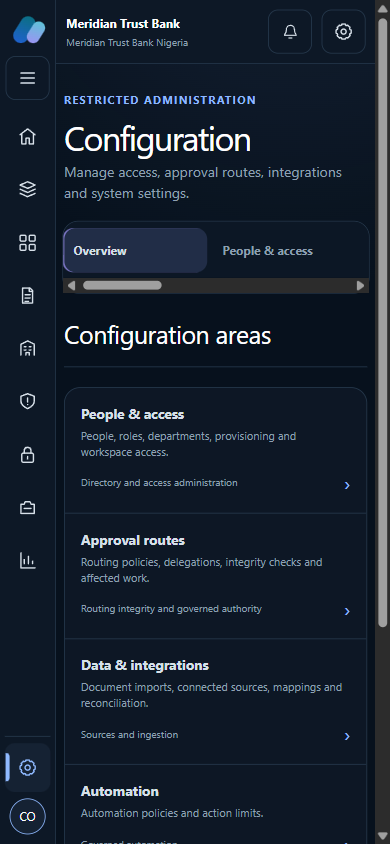 Meridian Trust Bank
Meridian Trust Bank Nigeria
RESTRICTED ADMINISTRATION
Configuration
Manage access, approval routes, integrations
and system settings.
Overview
People & access
Configuration areas
People & access
People, roles, departments, provisioning and
workspace access.
Directory and access administration
Approval routes
Routing policies, delegations, integrity checks and
affected work.
Routing integrity and governed authority
Data & integrations
Document imports, connected sources, mappings and
reconciliation.
Sources and ingestion
Automation
Automation policies and action limits.
Governed automation
CO